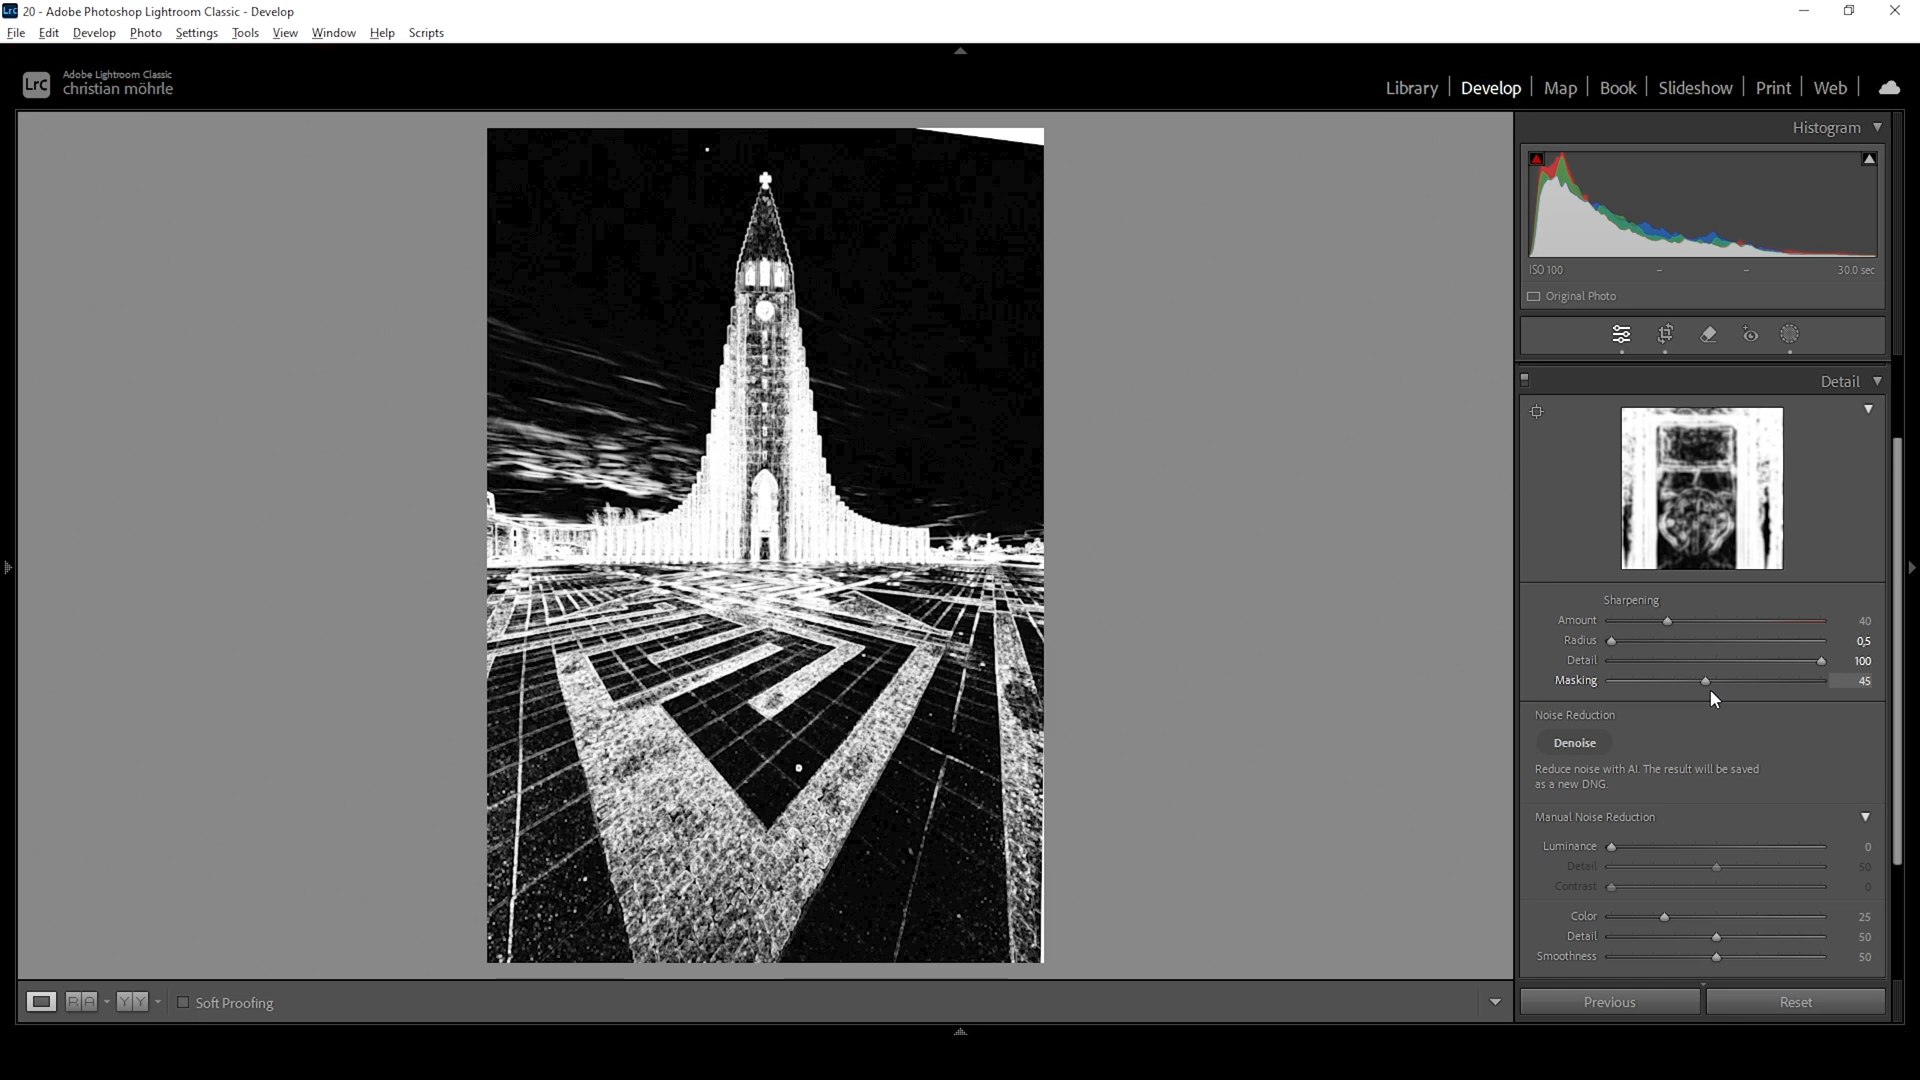 20 - Adobe Photoshop Lightroom Classic - Develop
File Edit Develop Photo Settings Tools View Window Help Scripts
LrC Adobe Lightroom Classic
christian möhrle
Library Develop Map Book Slideshow Print Web
Histogram
ISO 100 – – 30.0 sec
Original Photo
Detail
Sharpening
Amount 40
Radius 0,5
Detail 100
Masking 45
Noise Reduction
Denoise
Reduce noise with AI. The result will be saved
as a new DNG.
Manual Noise Reduction
Luminance 0
Detail 50
Contrast 0
Color 25
Detail 50
Smoothness 50
R A Y Y Soft Proofing
Previous Reset